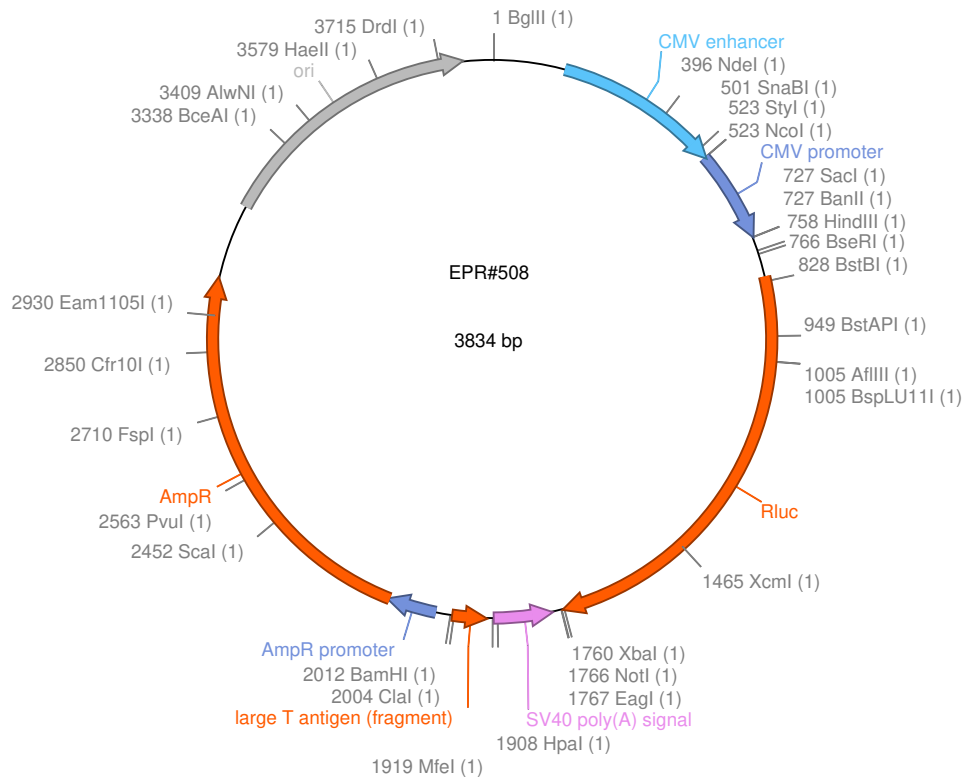 3715 DrdI (1)
1 BglII (1)
3579 HaeII (1)
ori
3409 AlwNI (1)
3338 BceAI (1)
CMV enhancer
396 NdeI (1)
501 SnaBI (1)
523 StyI (1)
523 NcoI (1)
CMV promoter
727 SacI (1)
727 BanII (1)
758 HindIII (1)
766 BseRI (1)
828 BstBI (1)
EPR#508
3834 bp
2930 Eam1105I (1)
949 BstAPI (1)
2850 Cfr10I (1)
1005 AflIII (1)
1005 BspLU11I (1)
2710 FspI (1)
AmpR
2563 PvuI (1)
2452 ScaI (1)
Rluc
1465 XcmI (1)
AmpR promoter
2012 BamHI (1)
2004 ClaI (1)
large T antigen (fragment)
1760 XbaI (1)
1766 NotI (1)
1767 EagI (1)
SV40 poly(A) signal
1908 HpaI (1)
1919 MfeI (1)